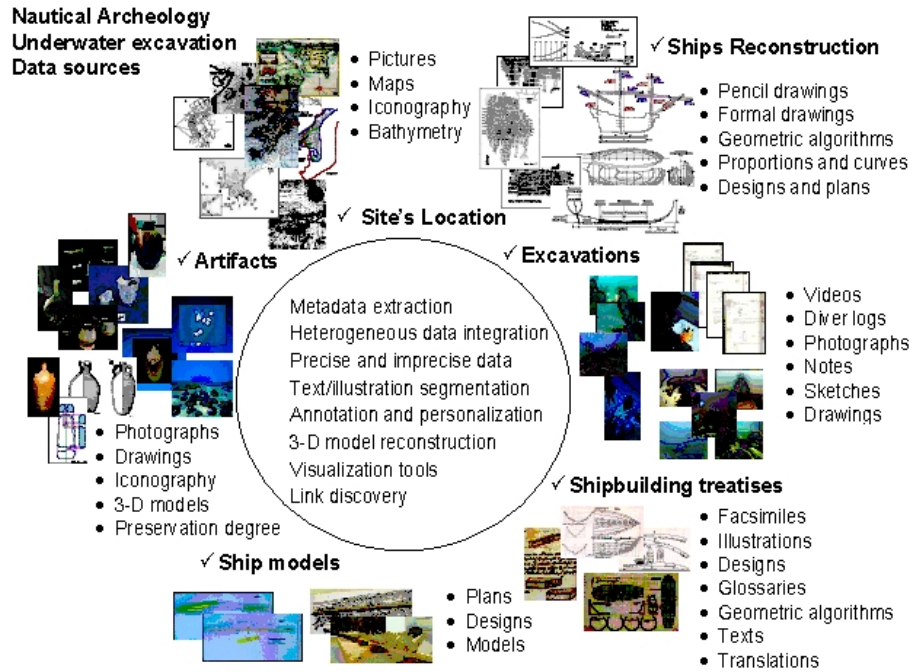 Nautical Archeology
Underwater excavation
Data sources
• Pictures
• Maps
• Iconography
• Bathymetry
✓ Site's Location
✓ Ships Reconstruction
• Pencil drawings
• Formal drawings
• Geometric algorithms
• Proportions and curves
• Designs and plans
✓ Artifacts
• Photographs
• Drawings
• Iconography
• 3-D models
• Preservation degree
Metadata extraction
Heterogeneous data integration
Precise and imprecise data
Text/illustration segmentation
Annotation and personalization
3-D model reconstruction
Visualization tools
Link discovery
✓ Excavations
• Videos
• Diver logs
• Photographs
• Notes
• Sketches
• Drawings
✓ Ship models
• Plans
• Designs
• Models
✓ Shipbuilding treatises
• Facsimiles
• Illustrations
• Designs
• Glossaries
• Geometric algorithms
• Texts
• Translations